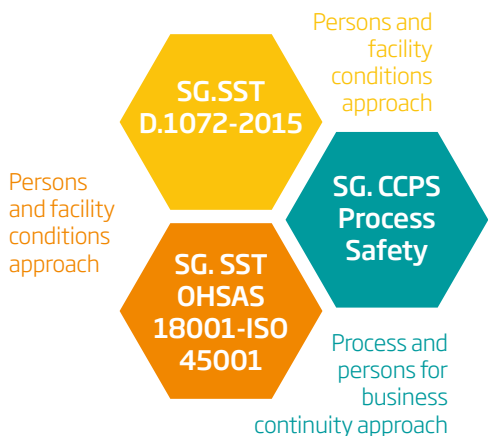 Persons and
facility
conditions
approach
SG.SST
D.1072-2015
SG. CCPS
Process
Safety
Persons
and facility
conditions
approach
SG. SST
OHSAS
18001-ISO
45001
Process and
persons for
business
continuity approach